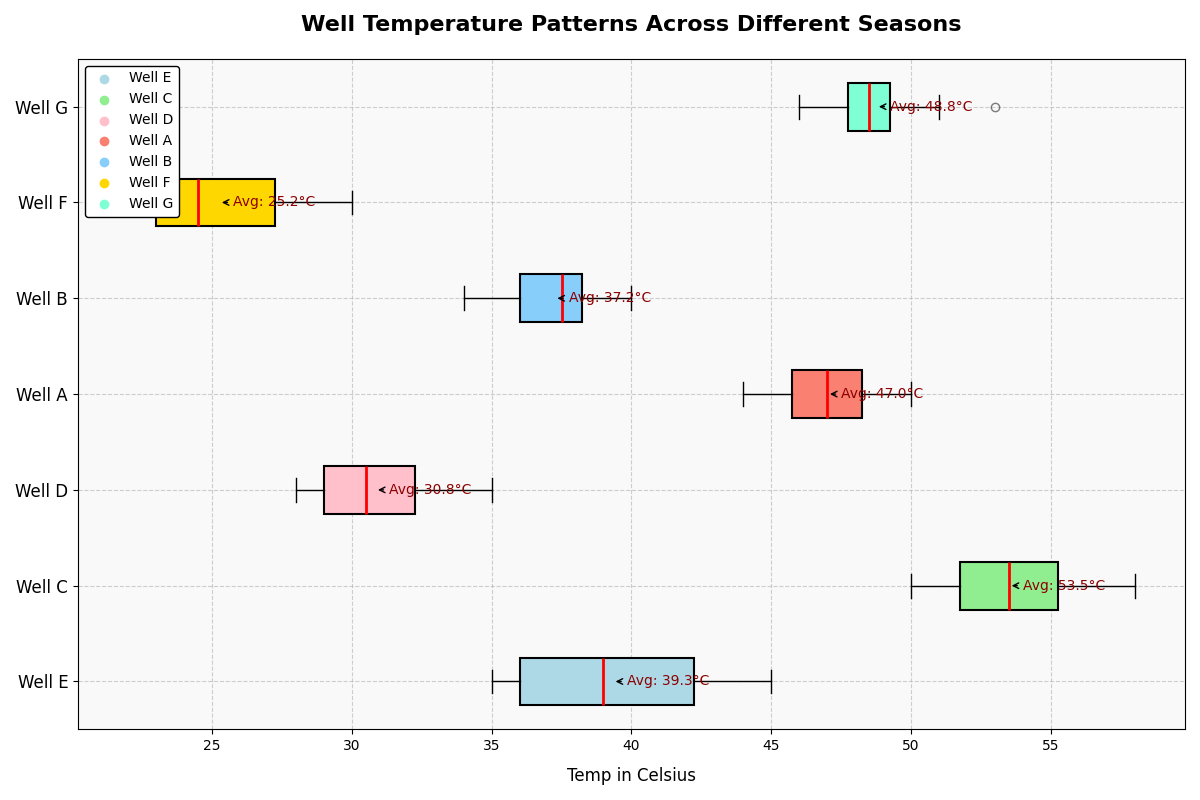 Well Temperature Patterns Across Different Seasons
Well E
Well C
Well D
Well A
Well B
Well F
Well G
Well G
Avg: 48.8°C
Well F
Avg: 25.2°C
Well B
Avg: 37.2°C
Well A
Avg: 47.0°C
Well D
Avg: 30.8°C
Well C
Avg: 53.5°C
Well E
Avg: 39.3°C
25 30 35 40 45 50 55
Temp in Celsius